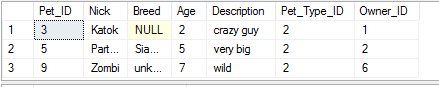 Pet_ID Nick Breed Age Description Pet_Type_ID Owner_ID
1 3 Katok NULL 2 crazy guy 2 1
2 5 Part... Sia... 5 very big 2 2
3 9 Zombi unk... 7 wild 2 6